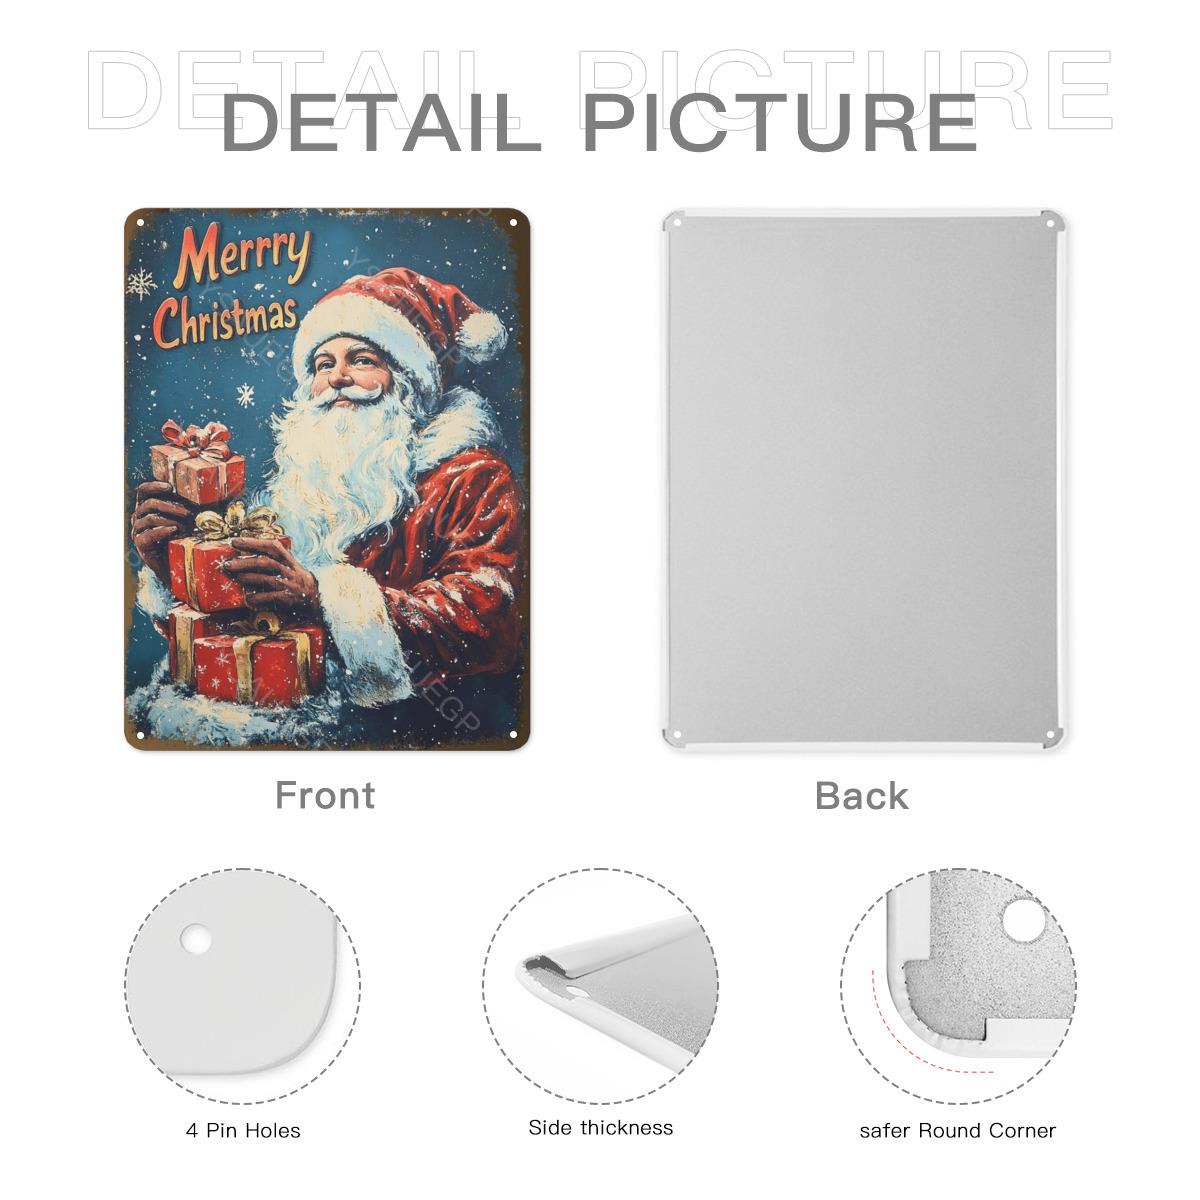 DETAIL PICTURE
DETAIL PICTURE
Merrry
Christmas
Front
Back
4 Pin Holes
Side thickness
safer Round Corner